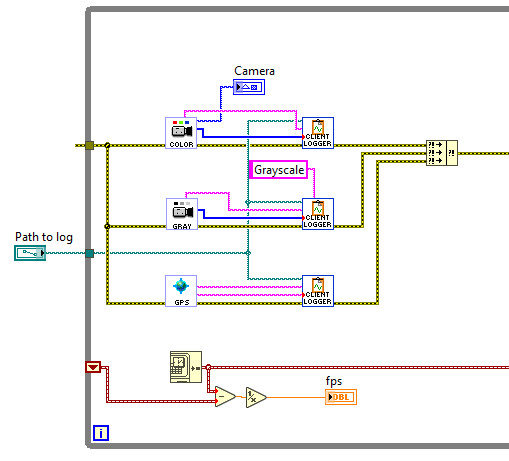 Camera
COLOR
CLIENT
LOGGER
Grayscale
GRAY
CLIENT
LOGGER
Path to log
GPS
CLIENT
LOGGER
fps
DBL
i